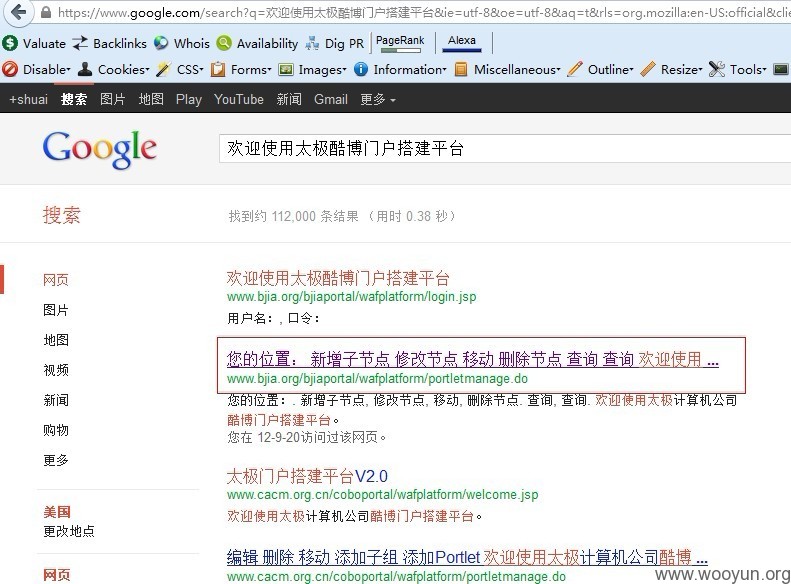 https://www.google.com/search?q=欢迎使用太极酷博门户搭建平台&ie=utf-8&oe=utf-8&aq=t&rls=org.mozilla:en-US:official&clie
Valuate Backlinks Whois Availability Dig PR PageRank Alexa
Disable Cookies CSS Forms Images Information Miscellaneous Outline Resize Tools
+shuai 搜索 图片 地图 Play YouTube 新闻 Gmail 更多
Google 欢迎使用太极酷博门户搭建平台
搜索 找到约 112,000 条结果 （用时 0.38 秒）
网页
图片
地图
视频
新闻
购物
更多
美国
更改地点
网页
欢迎使用太极酷博门户搭建平台
www.bjia.org/bjiaportal/wafplatform/login.jsp
用户名：, 口令：
您的位置： 新增子节点 修改节点 移动 删除节点 查询 查询 欢迎使用 ...
www.bjia.org/bjiaportal/wafplatform/portletmanage.do
您的位置：. 新增子节点, 修改节点, 移动, 删除节点. 查询, 查询. 欢迎使用太极计算机公司
酷博门户搭建平台。
您在 12-9-20访问过该网页。
太极门户搭建平台V2.0
www.cacm.org.cn/coboportal/wafplatform/welcome.jsp
欢迎使用太极计算机公司酷博门户搭建平台。
编辑 删除 移动 添加子组 添加Portlet 欢迎使用太极计算机公司酷博 ...
www.cacm.org.cn/coboportal/wafplatform/portletmanage.do
www.wooyun.org